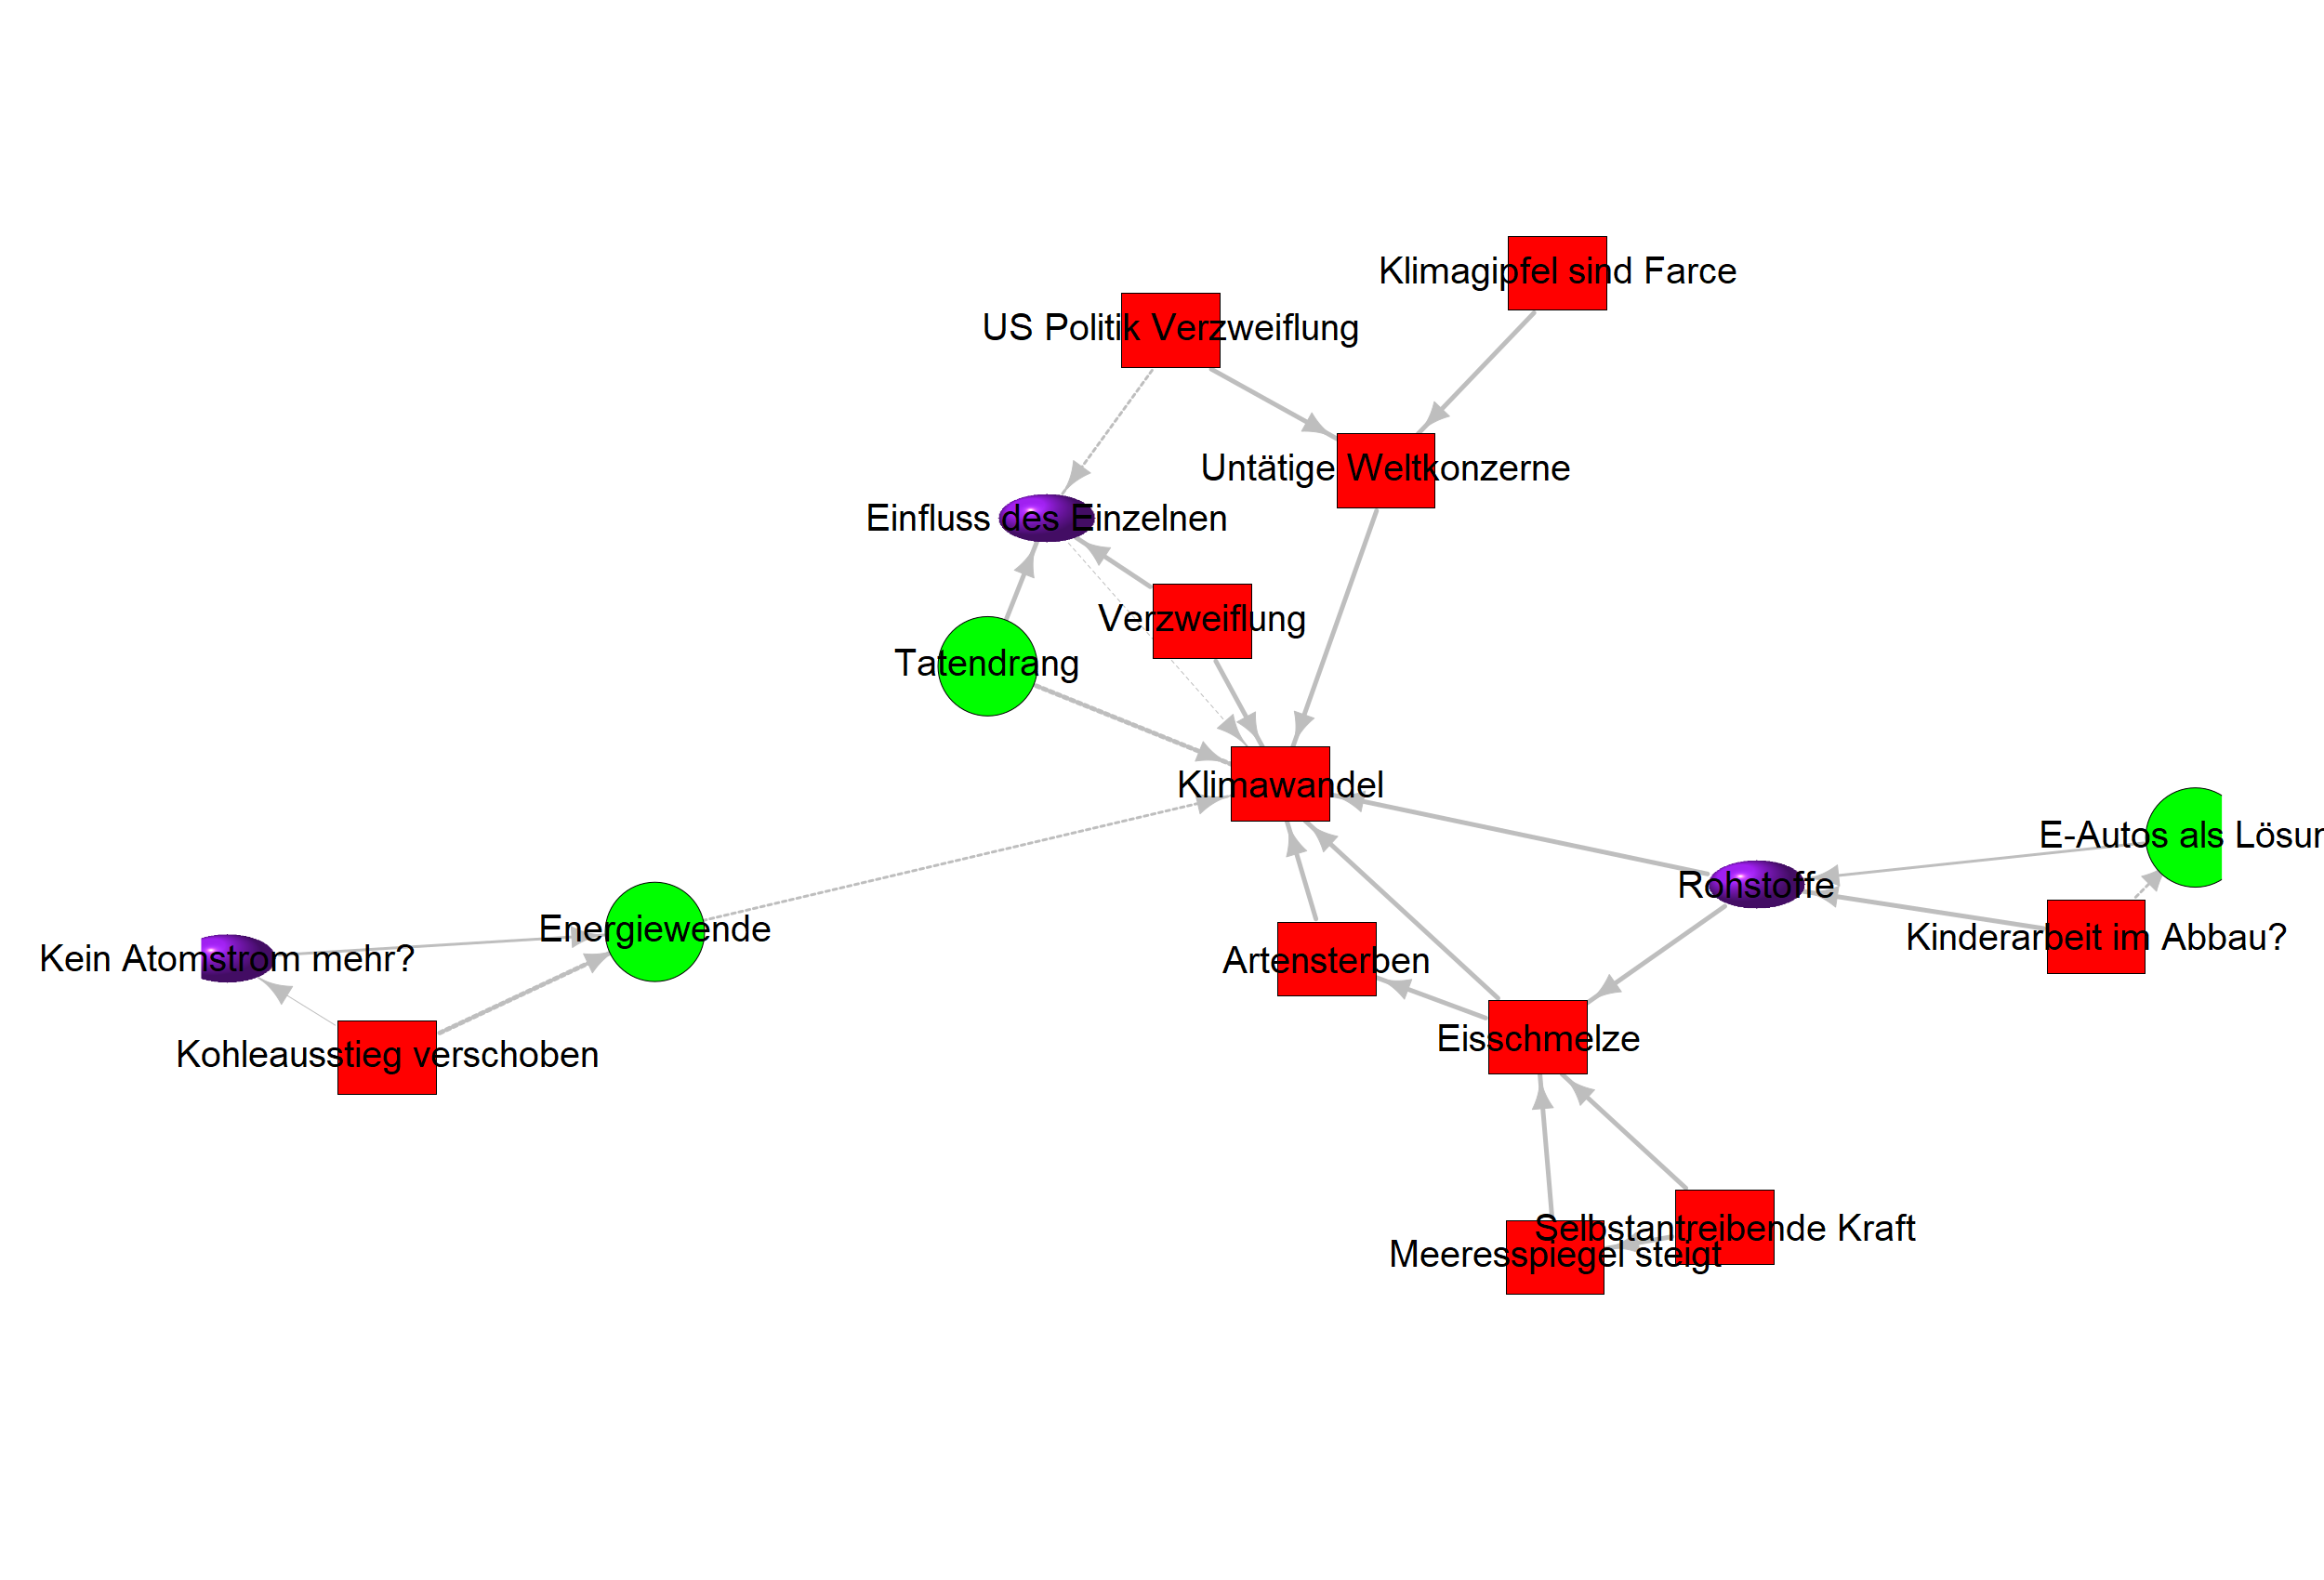 Klimagipfel sind Farce
US Politik Verzweiflung
Untätige Weltkonzerne
Einfluss des Einzelnen
Verzweiflung
Tatendrang
Klimawandel
E-Autos als Lösun
Rohstoffe
Energiewende
Kinderarbeit im Abbau?
Kein Atomstrom mehr?
Artensterben
Eisschmelze
Kohleausstieg verschoben
Selbstantreibende Kraft
Meeresspiegel steigt